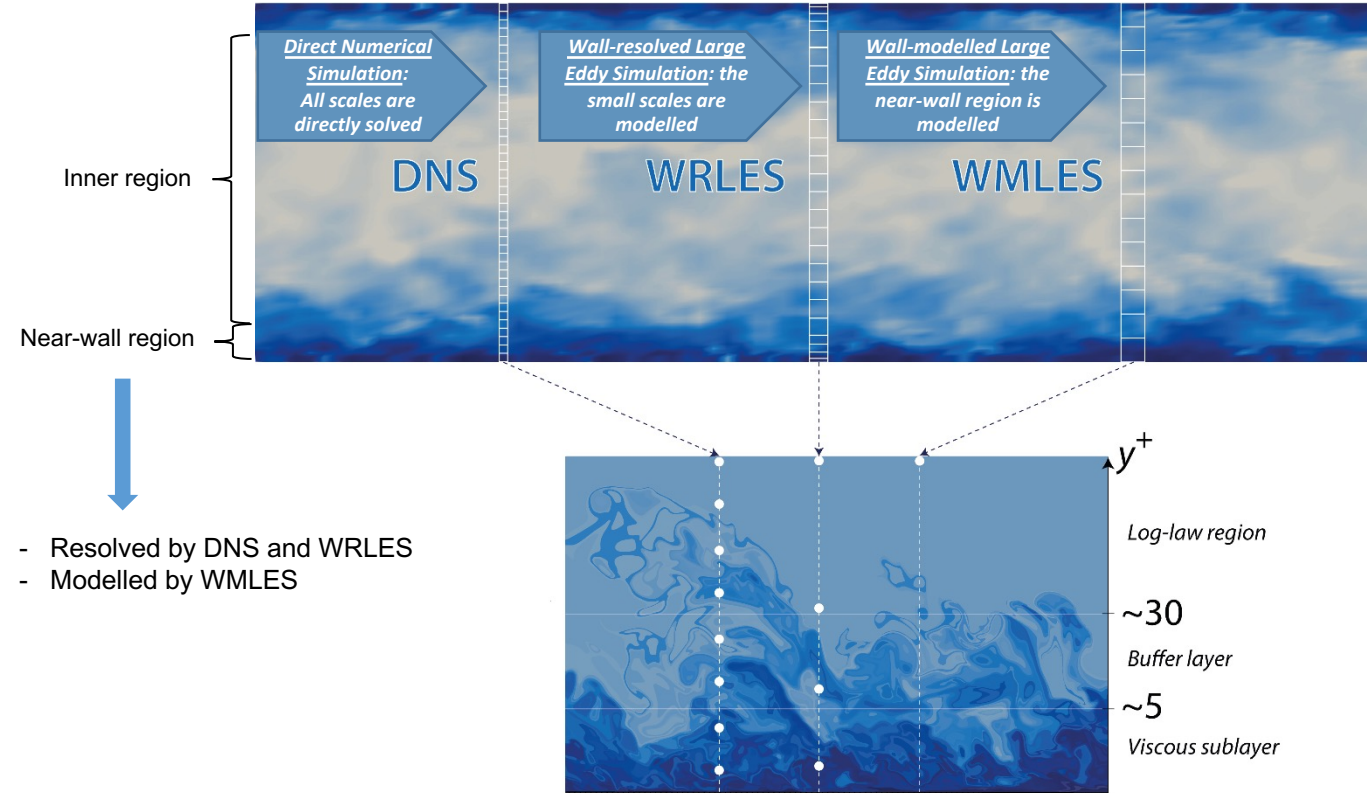 Direct Numerical
Simulation:
All scales are
directly solved
Wall-resolved Large
Eddy Simulation: the
small scales are
modelled
Wall-modelled Large
Eddy Simulation: the
near-wall region is
modelled
DNS
WRLES
WMLES
Inner region
Near-wall region
- Resolved by DNS and WRLES
- Modelled by WMLES
y+
Log-law region
~30
Buffer layer
~5
Viscous sublayer